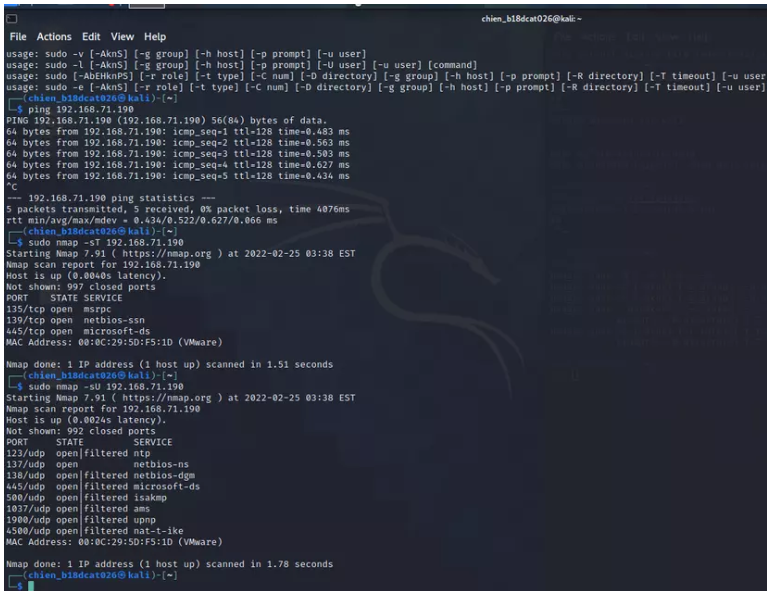 chien_b18dcat026@kali: ~
File Actions Edit View Help
usage: sudo -v [-AknS] [-g group] [-h host] [-p prompt] [-u user]
usage: sudo -l [-AknS] [-g group] [-h host] [-p prompt] [-U user] [-u user] [command]
usage: sudo [-AbEHknPS] [-r role] [-t type] [-C num] [-D directory] [-g group] [-h host] [-p prompt] [-R directory] [-T timeout] [-u user
usage: sudo -e [-AknS] [-r role] [-t type] [-C num] [-D directory] [-g group] [-h host] [-p prompt] [-R directory] [-T timeout] [-u user]
┌──(chien_b18dcat026㉿kali)-[~]
└─$ ping 192.168.71.190
PING 192.168.71.190 (192.168.71.190) 56(84) bytes of data.
64 bytes from 192.168.71.190: icmp_seq=1 ttl=128 time=0.483 ms
64 bytes from 192.168.71.190: icmp_seq=2 ttl=128 time=0.563 ms
64 bytes from 192.168.71.190: icmp_seq=3 ttl=128 time=0.503 ms
64 bytes from 192.168.71.190: icmp_seq=4 ttl=128 time=0.627 ms
64 bytes from 192.168.71.190: icmp_seq=5 ttl=128 time=0.434 ms
^C
--- 192.168.71.190 ping statistics ---
5 packets transmitted, 5 received, 0% packet loss, time 4076ms
rtt min/avg/max/mdev = 0.434/0.522/0.627/0.066 ms
┌──(chien_b18dcat026㉿kali)-[~]
└─$ sudo nmap -sT 192.168.71.190
Starting Nmap 7.91 ( https://nmap.org ) at 2022-02-25 03:38 EST
Nmap scan report for 192.168.71.190
Host is up (0.0040s latency).
Not shown: 997 closed ports
PORT STATE SERVICE
135/tcp open msrpc
139/tcp open netbios-ssn
445/tcp open microsoft-ds
MAC Address: 00:0C:29:5D:F5:1D (VMware)
Nmap done: 1 IP address (1 host up) scanned in 1.51 seconds
┌──(chien_b18dcat026㉿kali)-[~]
└─$ sudo nmap -sU 192.168.71.190
Starting Nmap 7.91 ( https://nmap.org ) at 2022-02-25 03:38 EST
Nmap scan report for 192.168.71.190
Host is up (0.0024s latency).
Not shown: 992 closed ports
PORT STATE SERVICE
123/udp open|filtered ntp
137/udp open netbios-ns
138/udp open|filtered netbios-dgm
445/udp open|filtered microsoft-ds
500/udp open|filtered isakmp
1037/udp open|filtered ams
1900/udp open|filtered upnp
4500/udp open|filtered nat-t-ike
MAC Address: 00:0C:29:5D:F5:1D (VMware)
Nmap done: 1 IP address (1 host up) scanned in 1.78 seconds
┌──(chien_b18dcat026㉿kali)-[~]
└─$